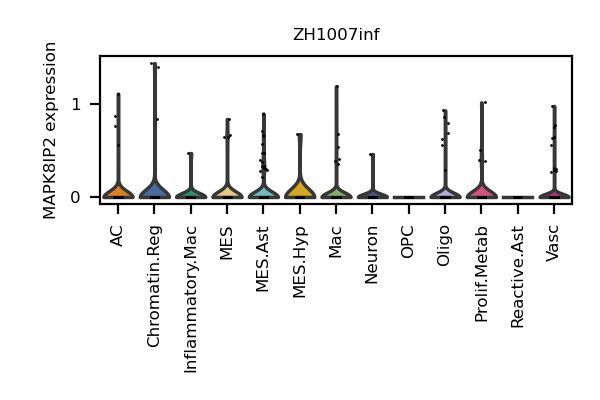 ZH1007inf
MAPK8IP2 expression
1
0
AC
Chromatin.Reg
Inflammatory.Mac
MES
MES.Ast
MES.Hyp
Mac
Neuron
OPC
Oligo
Prolif.Metab
Reactive.Ast
Vasc